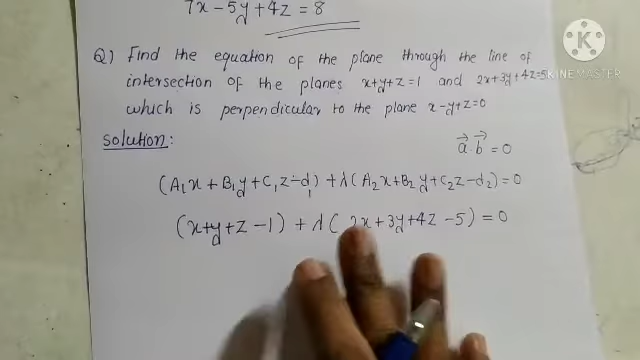 7x-5y+4z=8
Q) Find the equation of the plane through the line of
intersection of the planes x+y+z=1 and 2x+3y+4z=5
KINEMASTER
which is perpendicular to the plane x-y+z=0
Solution:
a⃗.b⃗=0
(A₁x+B₁y+C₁z-d₁)+λ(A₂x+B₂y+C₂z-d₂)=0
(x+y+z-1)+λ(2x+3y+4z-5)=0